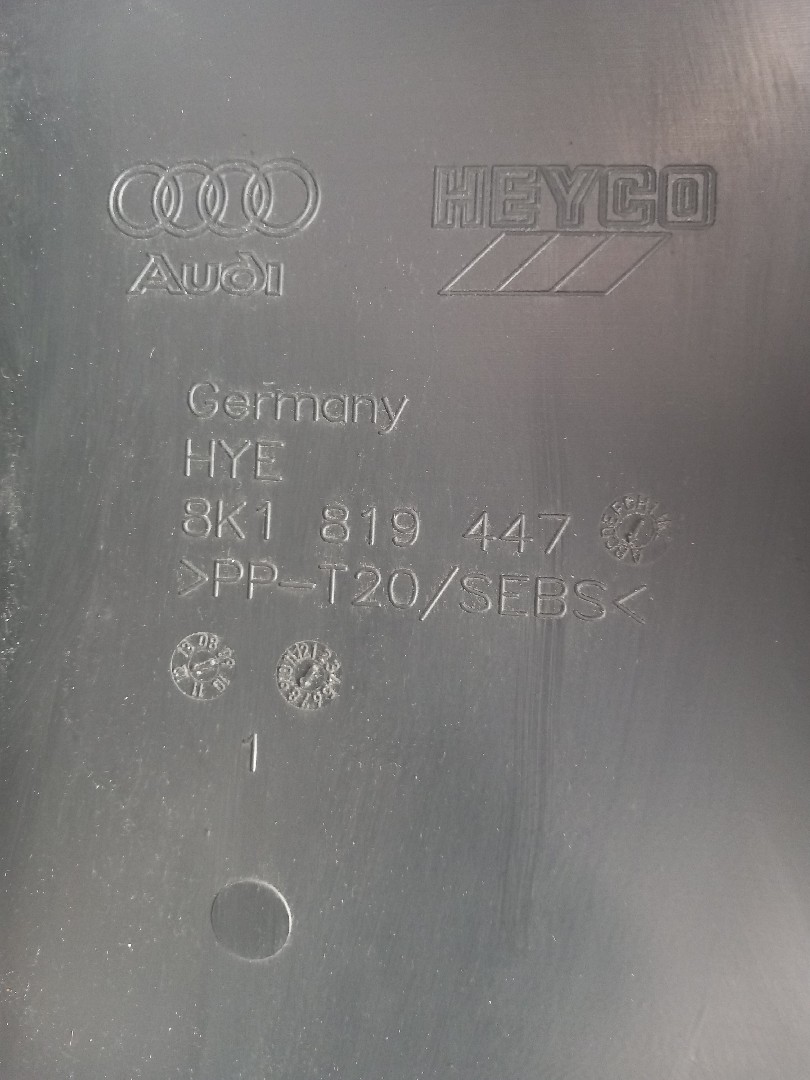 Audi
HEYCO
Germany
HYE
8K1 819 447
>PP-T20/SEBS<
1